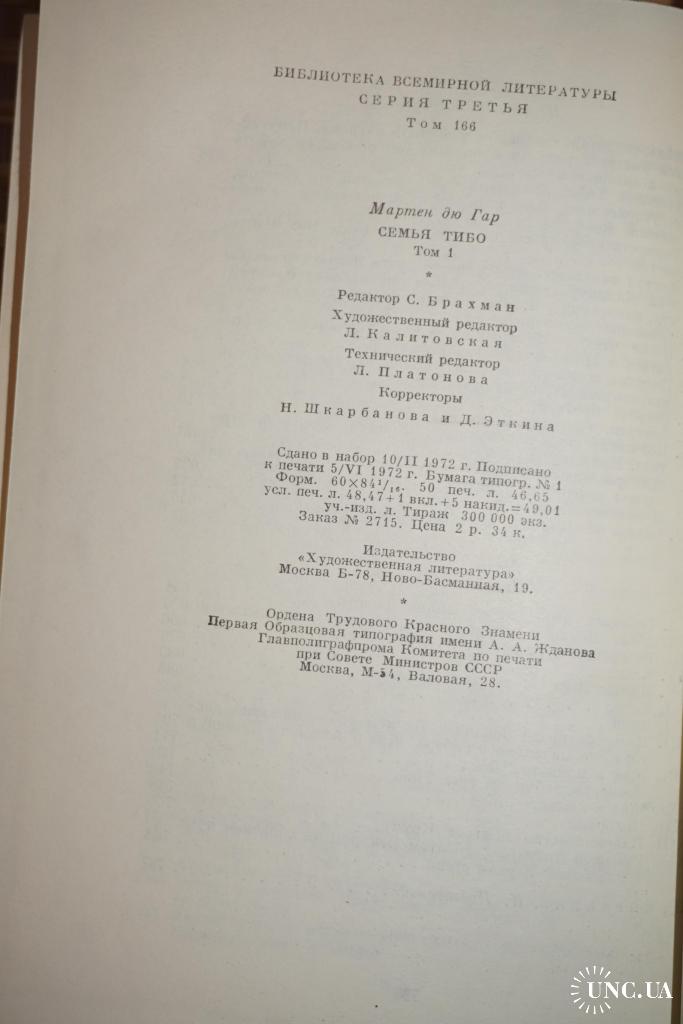 БИБЛИОТЕКА ВСЕМИРНОЙ ЛИТЕРАТУРЫ
СЕРИЯ ТРЕТЬЯ
Том 166
Мартен дю Гар
СЕМЬЯ ТИБО
Том 1
*
Редактор С. Брахман
Художественный редактор
Л. Калитовская
Технический редактор
Л. Платонова
Корректоры
Н. Шкарбанова и Д. Эткина
Сдано в набор 10/II 1972 г. Подписано
к печати 5/VI 1972 г. Бумага типогр. № 1
Форм. 60×84¹/₁₆. 50 печ. л. 46,65
усл. печ. л. 48,47+1 вкл.+5 накид.=49,01
уч.-изд. л. Тираж 300 000 экз.
Заказ № 2715. Цена 2 р. 34 к.
Издательство
«Художественная литература»
Москва Б-78, Ново-Басманная, 19.
*
Ордена Трудового Красного Знамени
Первая Образцовая типография имени А. А. Жданова
Главполиграфпрома Комитета по печати
при Совете Министров СССР
Москва, М-54, Валовая, 28.
UNC.UA